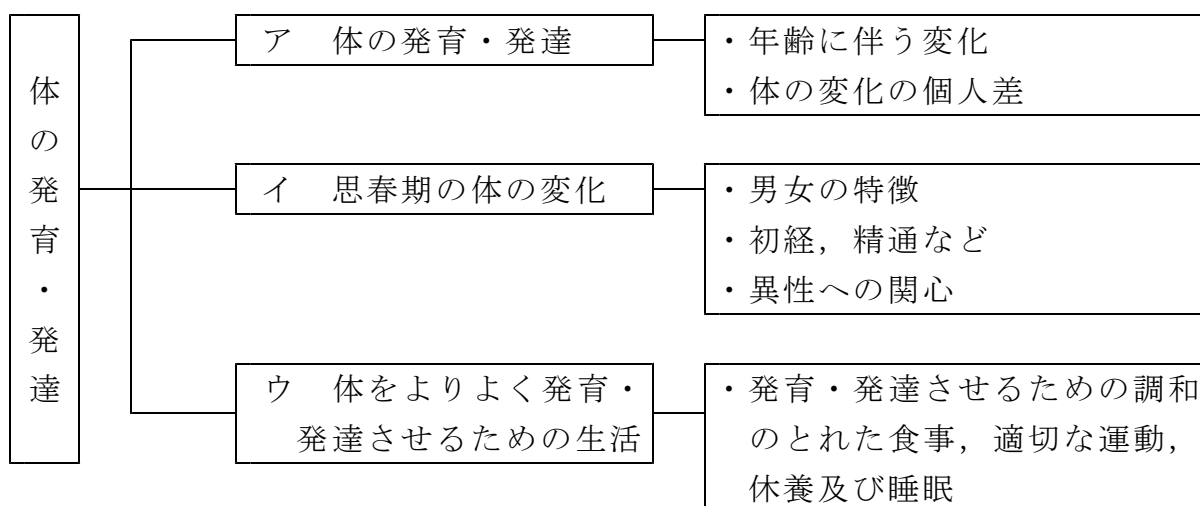 体の発育・発達
ア　体の発育・発達
・年齢に伴う変化
・体の変化の個人差
イ　思春期の体の変化
・男女の特徴
・初経，精通など
・異性への関心
ウ　体をよりよく発育・
発達させるための生活
・発育・発達させるための調和
のとれた食事，適切な運動，
休養及び睡眠